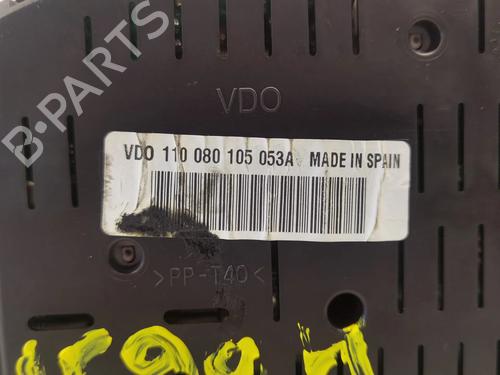 B-PARTS
VDO
VDO 110 080 105 053A MADE IN SPAIN
>PP-T40<